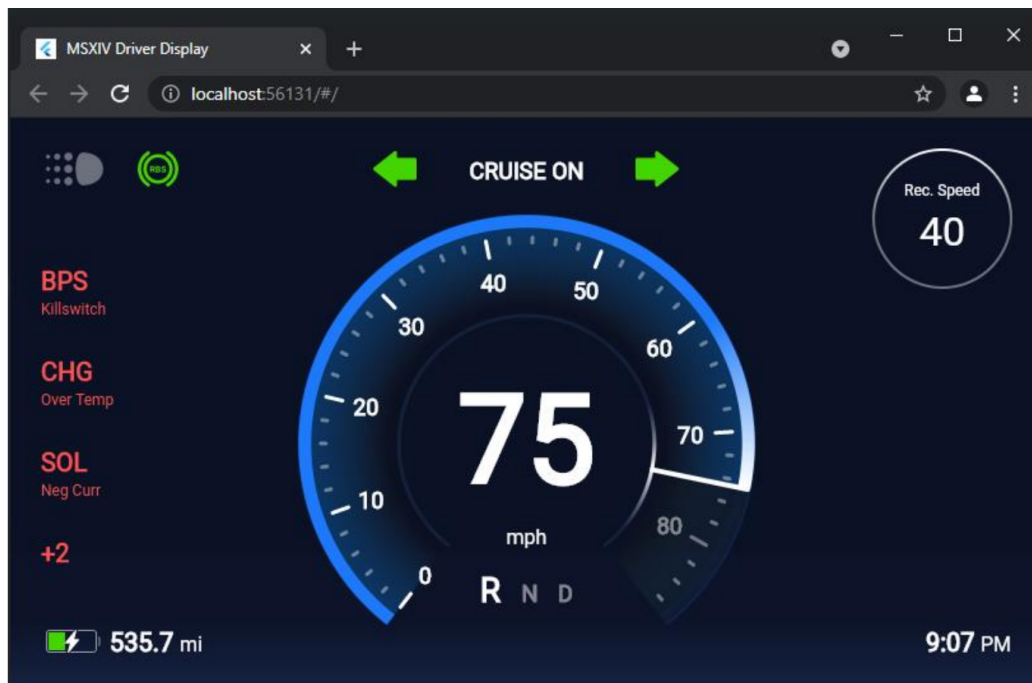 MSXIV Driver Display
localhost:56131/#/
RBS
CRUISE ON
Rec. Speed
40
BPS
Killswitch
CHG
Over Temp
SOL
Neg Curr
+2
0
10
20
30
40
50
60
70
80
75
mph
R N D
535.7 mi
9:07 PM